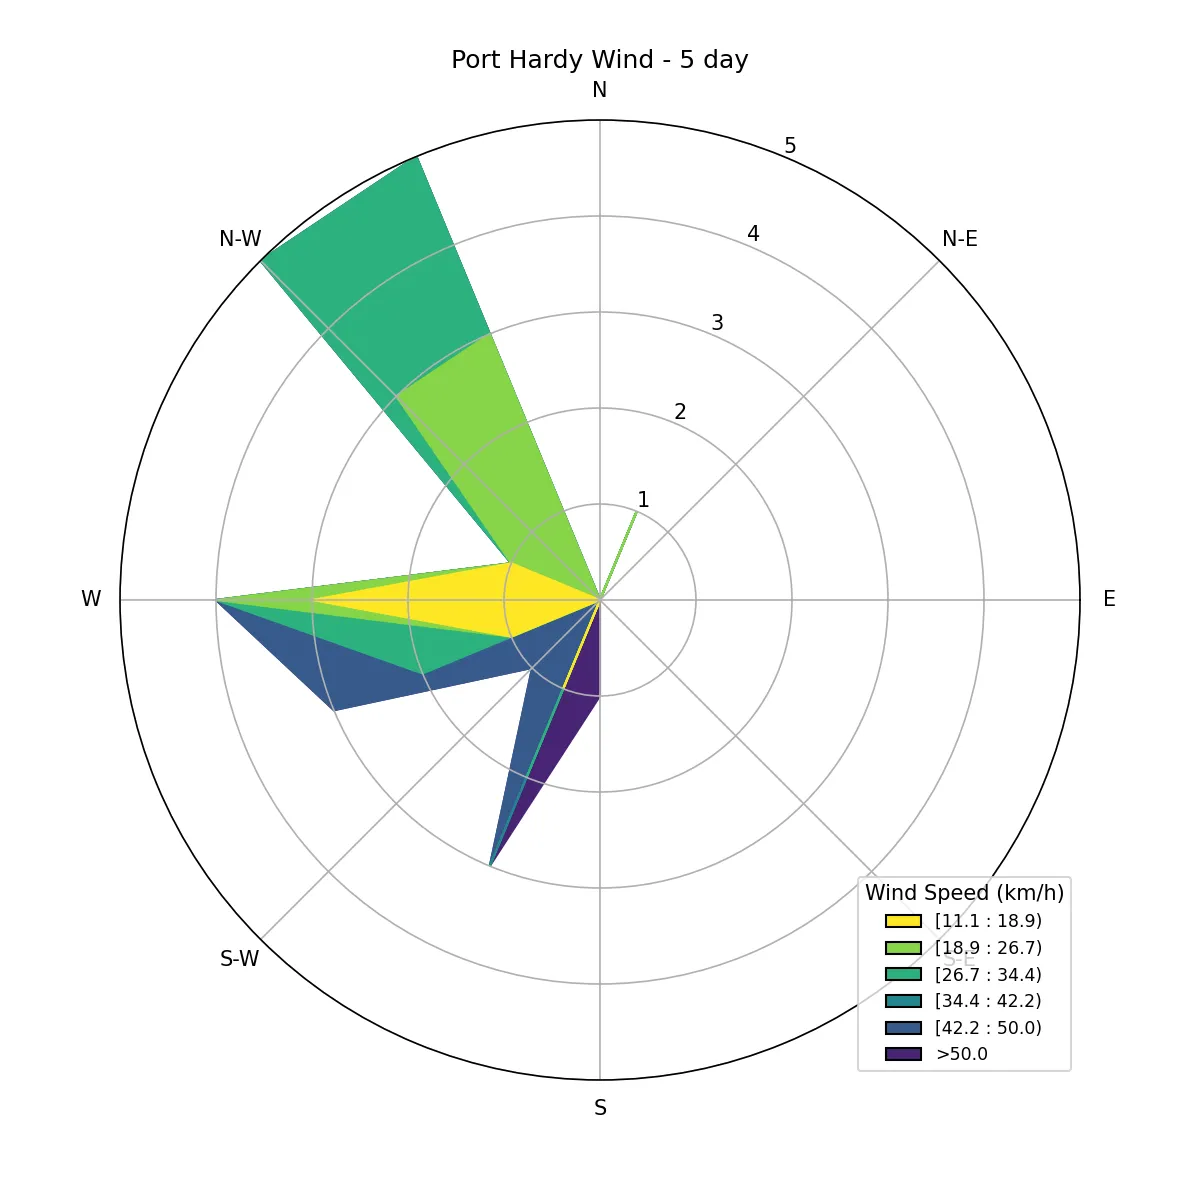 Port Hardy Wind - 5 day
N
5
4
N-W
N-E
3
2
1
W
E
Wind Speed (km/h)
[11.1 : 18.9)
[18.9 : 26.7)
S-W
S-E
[26.7 : 34.4)
[34.4 : 42.2)
[42.2 : 50.0)
>50.0
S